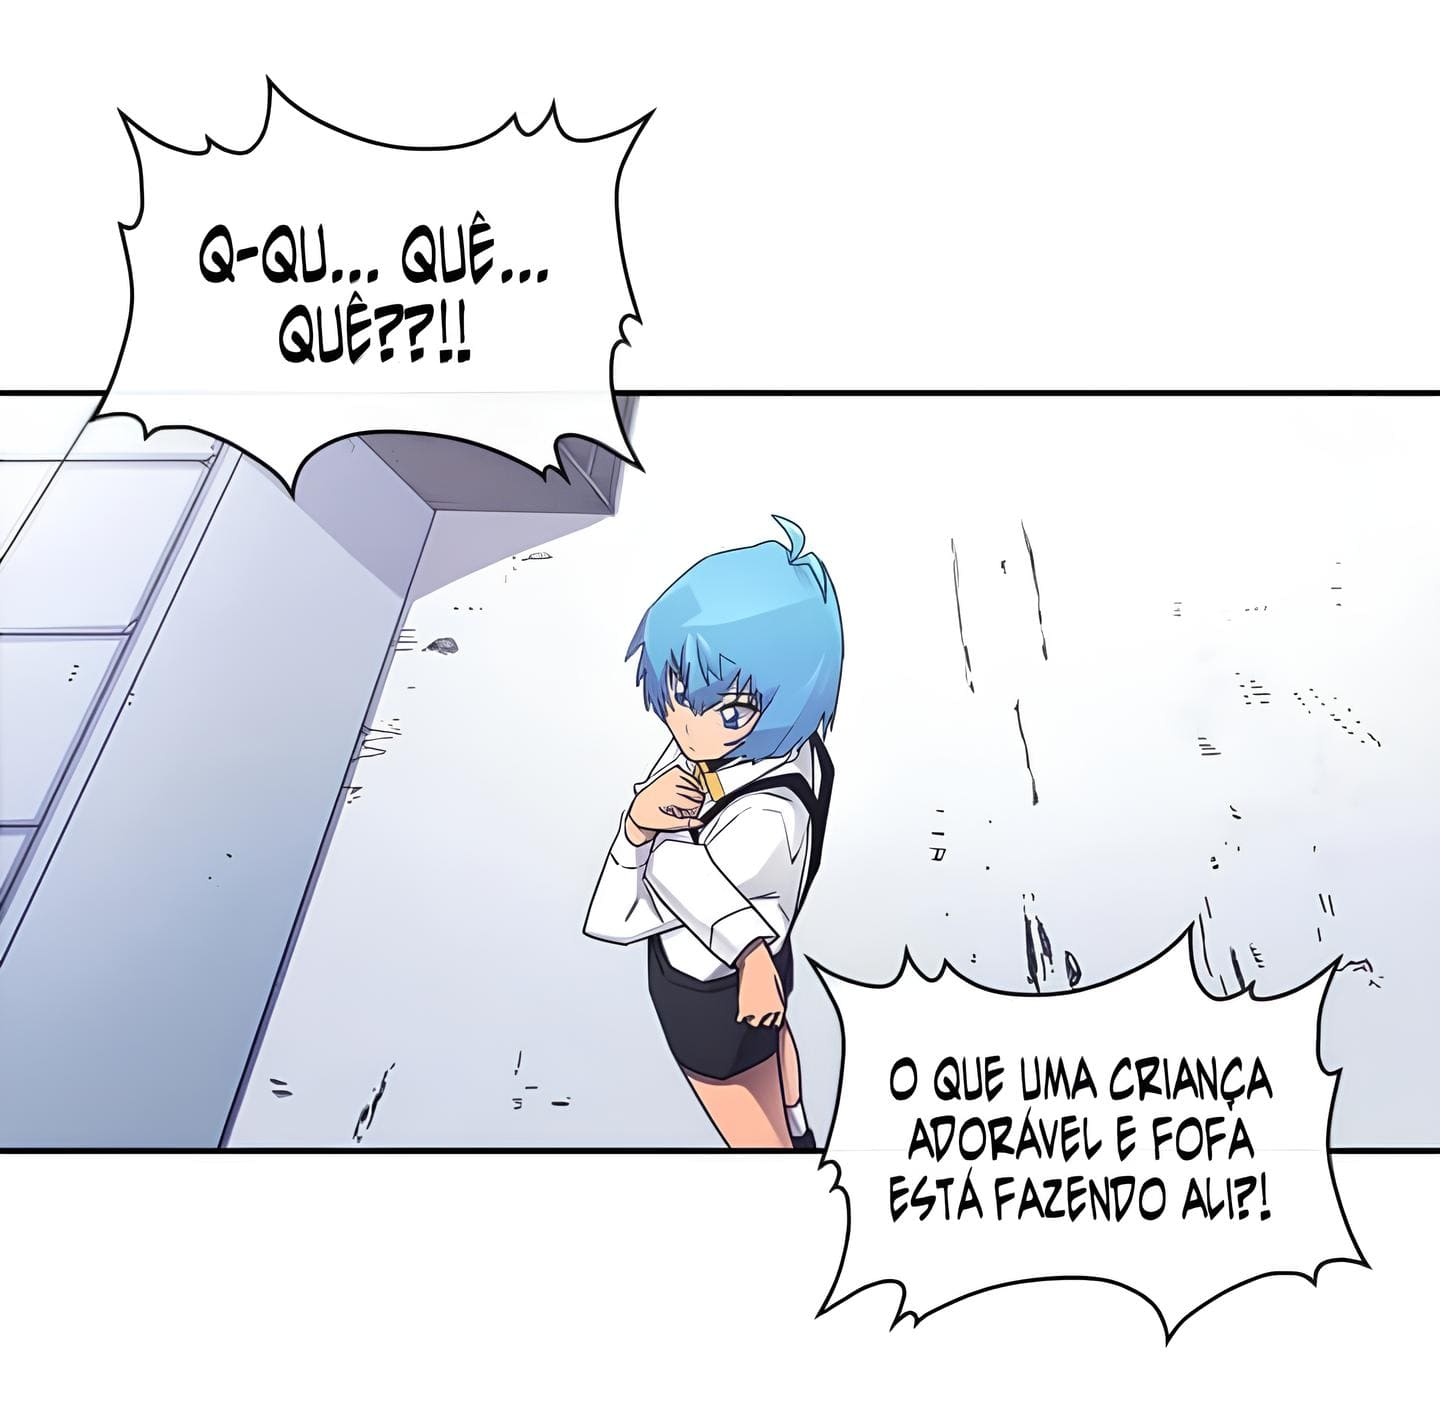 Q-QU... QUÊ...
QUÊ??!!
O QUE UMA CRIANÇA
ADORÁVEL E FOFA
ESTÁ FAZENDO ALI?!